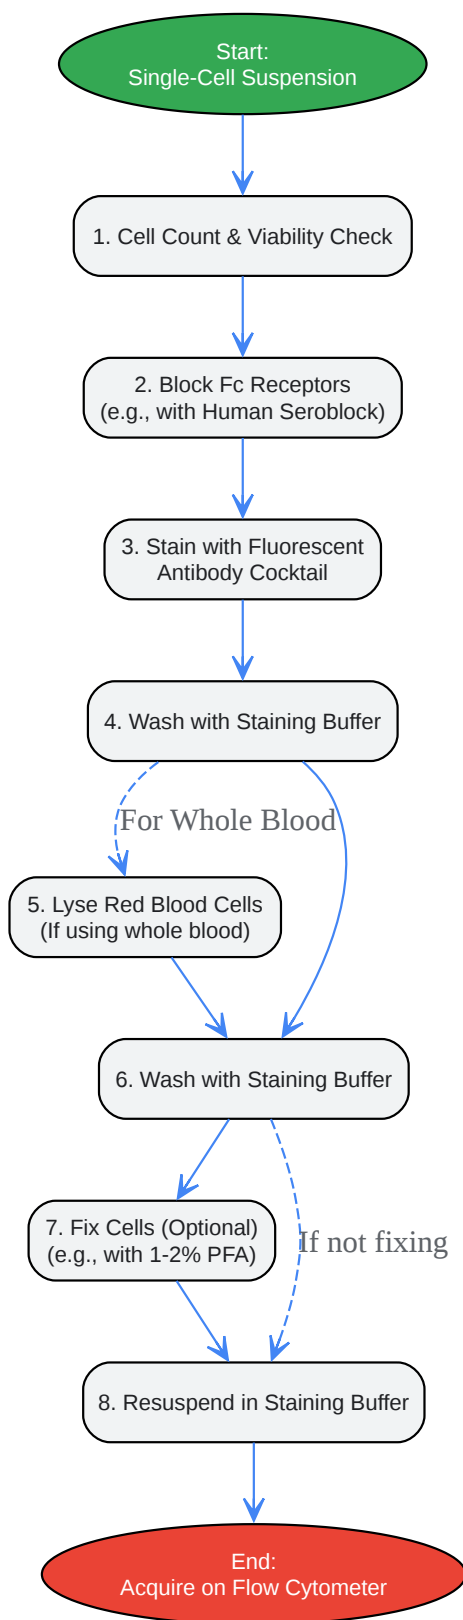 Start:
Single-Cell Suspension
1. Cell Count & Viability Check
2. Block Fc Receptors
(e.g., with Human Seroblock)
3. Stain with Fluorescent
Antibody Cocktail
4. Wash with Staining Buffer
For Whole Blood
5. Lyse Red Blood Cells
(If using whole blood)
6. Wash with Staining Buffer
7. Fix Cells (Optional)
(e.g., with 1-2% PFA)
If not fixing
8. Resuspend in Staining Buffer
End:
Acquire on Flow Cytometer